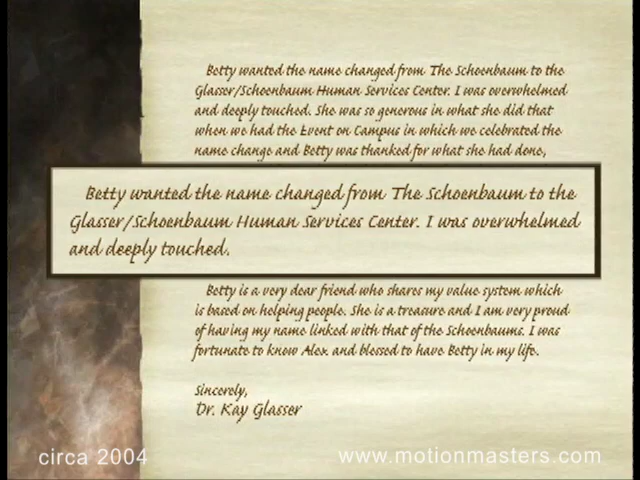 Betty wanted the name changed from The Schoenbaum to the
Glasser/Schoenbaum Human Services Center. I was overwhelmed
and deeply touched. She was so generous in what she did that
when we had the Event on Campus in which we celebrated the
name change and Betty was thanked for what she had done,
Betty wanted the name changed from The Schoenbaum to the
Glasser/Schoenbaum Human Services Center. I was overwhelmed
and deeply touched.
Betty is a very dear friend who shares my value system which
is based on helping people. She is a treasure and I am very proud
of having my name linked with that of the Schoenbaums. I was
fortunate to know Alex and blessed to have Betty in my life.
Sincerely,
Dr. Kay Glasser
circa 2004
www.motionmasters.com